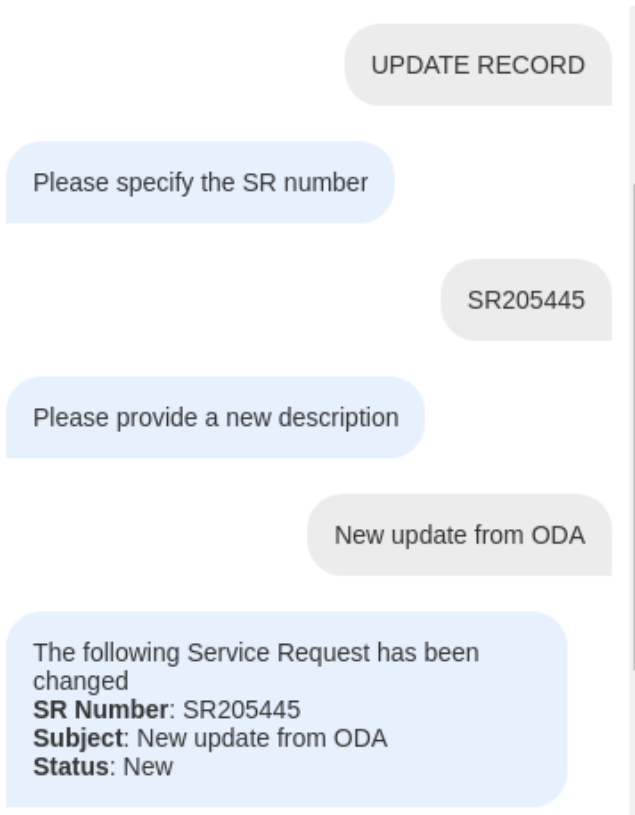 UPDATE RECORD
Please specify the SR number
SR205445
Please provide a new description
New update from ODA
The following Service Request has been
changed
SR Number: SR205445
Subject: New update from ODA
Status: New